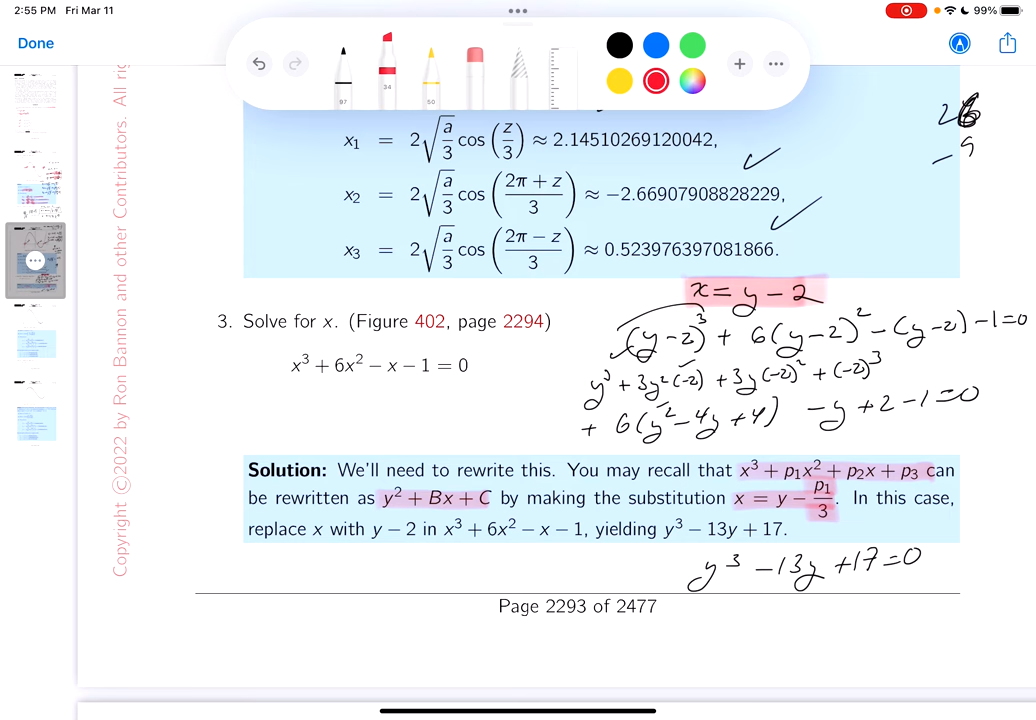 2:55 PM Fri Mar 11
99%
Done
87
34
50
Copyright ©2022 by Ron Bannon and other Contributors. All rig
x₁ = 2√(a/3) cos (z/3) ≈ 2.14510269120042,
x₂ = 2√(a/3) cos ((2π + z)/3) ≈ −2.66907908828229,
x₃ = 2√(a/3) cos ((2π − z)/3) ≈ 0.523976397081866.
x = y − 2
3. Solve for x. (Figure 402, page 2294)
x³ + 6x² − x − 1 = 0
(y−2)³ + 6(y−2)² − (y−2) − 1 = 0
y³ + 3y²(−2) + 3y(−2)² + (−2)³
+ 6(y² − 4y + 4) − y + 2 − 1 = 0
Solution: We'll need to rewrite this. You may recall that x³ + p₁x² + p₂x + p₃ can
be rewritten as y² + Bx + C by making the substitution x = y − p₁/3. In this case,
replace x with y − 2 in x³ + 6x² − x − 1, yielding y³ − 13y + 17.
y³ − 13y + 17 = 0
Page 2293 of 2477